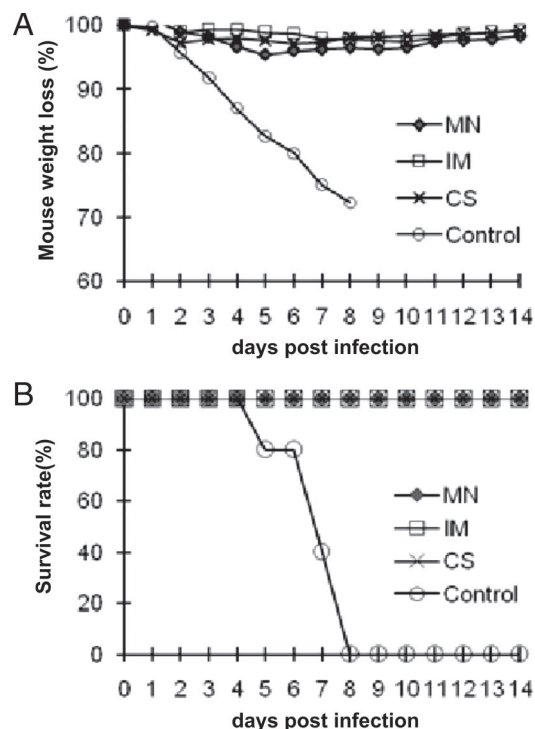 A
Mouse weight loss (%)
100
90
80
70
60
MN
IM
CS
Control
0 1 2 3 4 5 6 7 8 9 10 11 12 13 14
days post infection
B
Survival rate(%)
100
80
60
40
20
0
MN
IM
CS
Control
0 1 2 3 4 5 6 7 8 9 10 11 12 13 14
days post infection